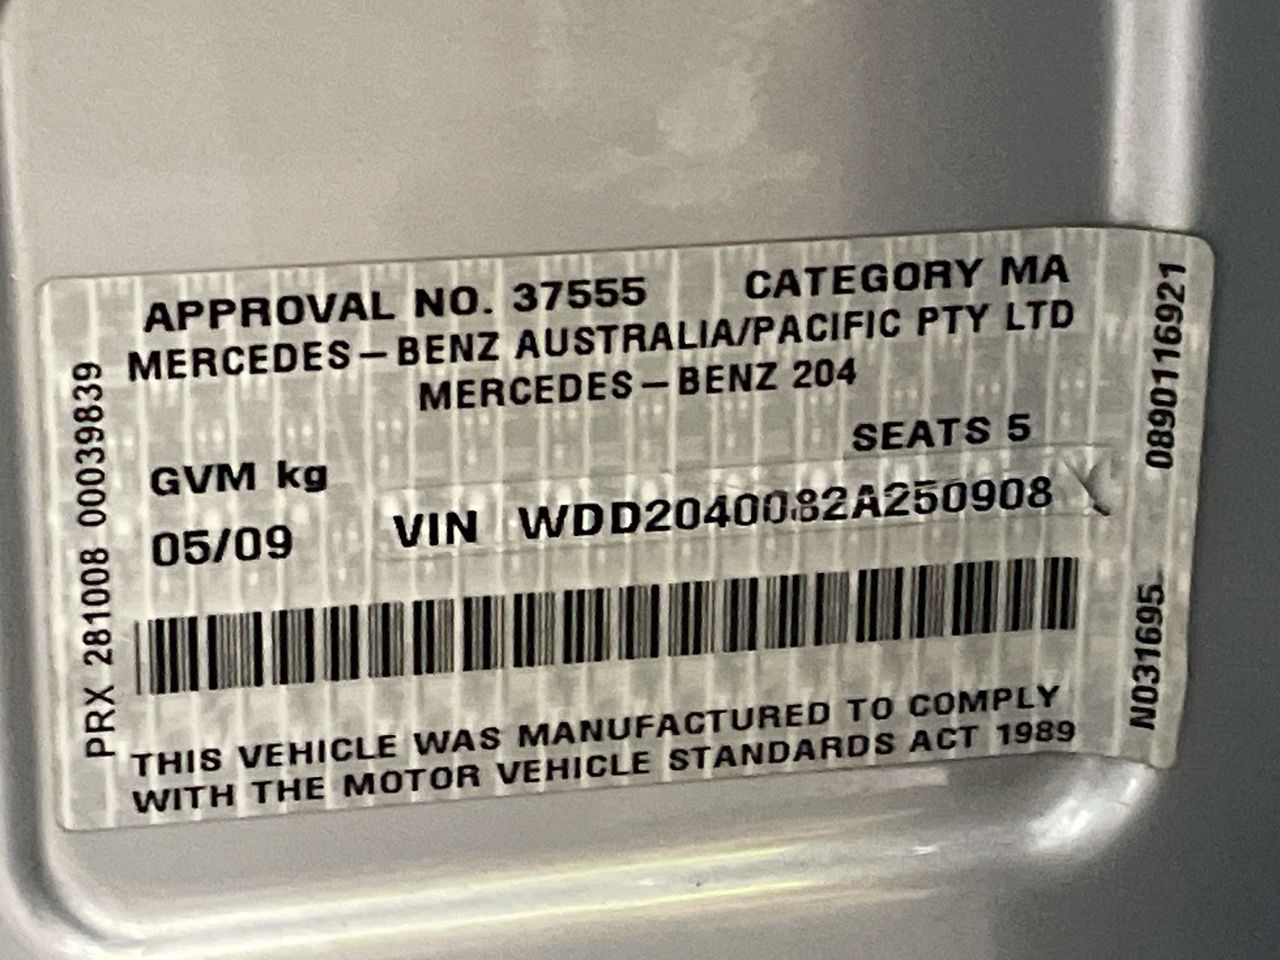 APPROVAL NO. 37555 CATEGORY MA
MERCEDES-BENZ AUSTRALIA/PACIFIC PTY LTD
MERCEDES-BENZ 204
SEATS 5
GVM kg
05/09 VIN WDD2040082A250908
THIS VEHICLE WAS MANUFACTURED TO COMPLY
WITH THE MOTOR VEHICLE STANDARDS ACT 1989
PRX 281008 00039839
0890116921
N031695